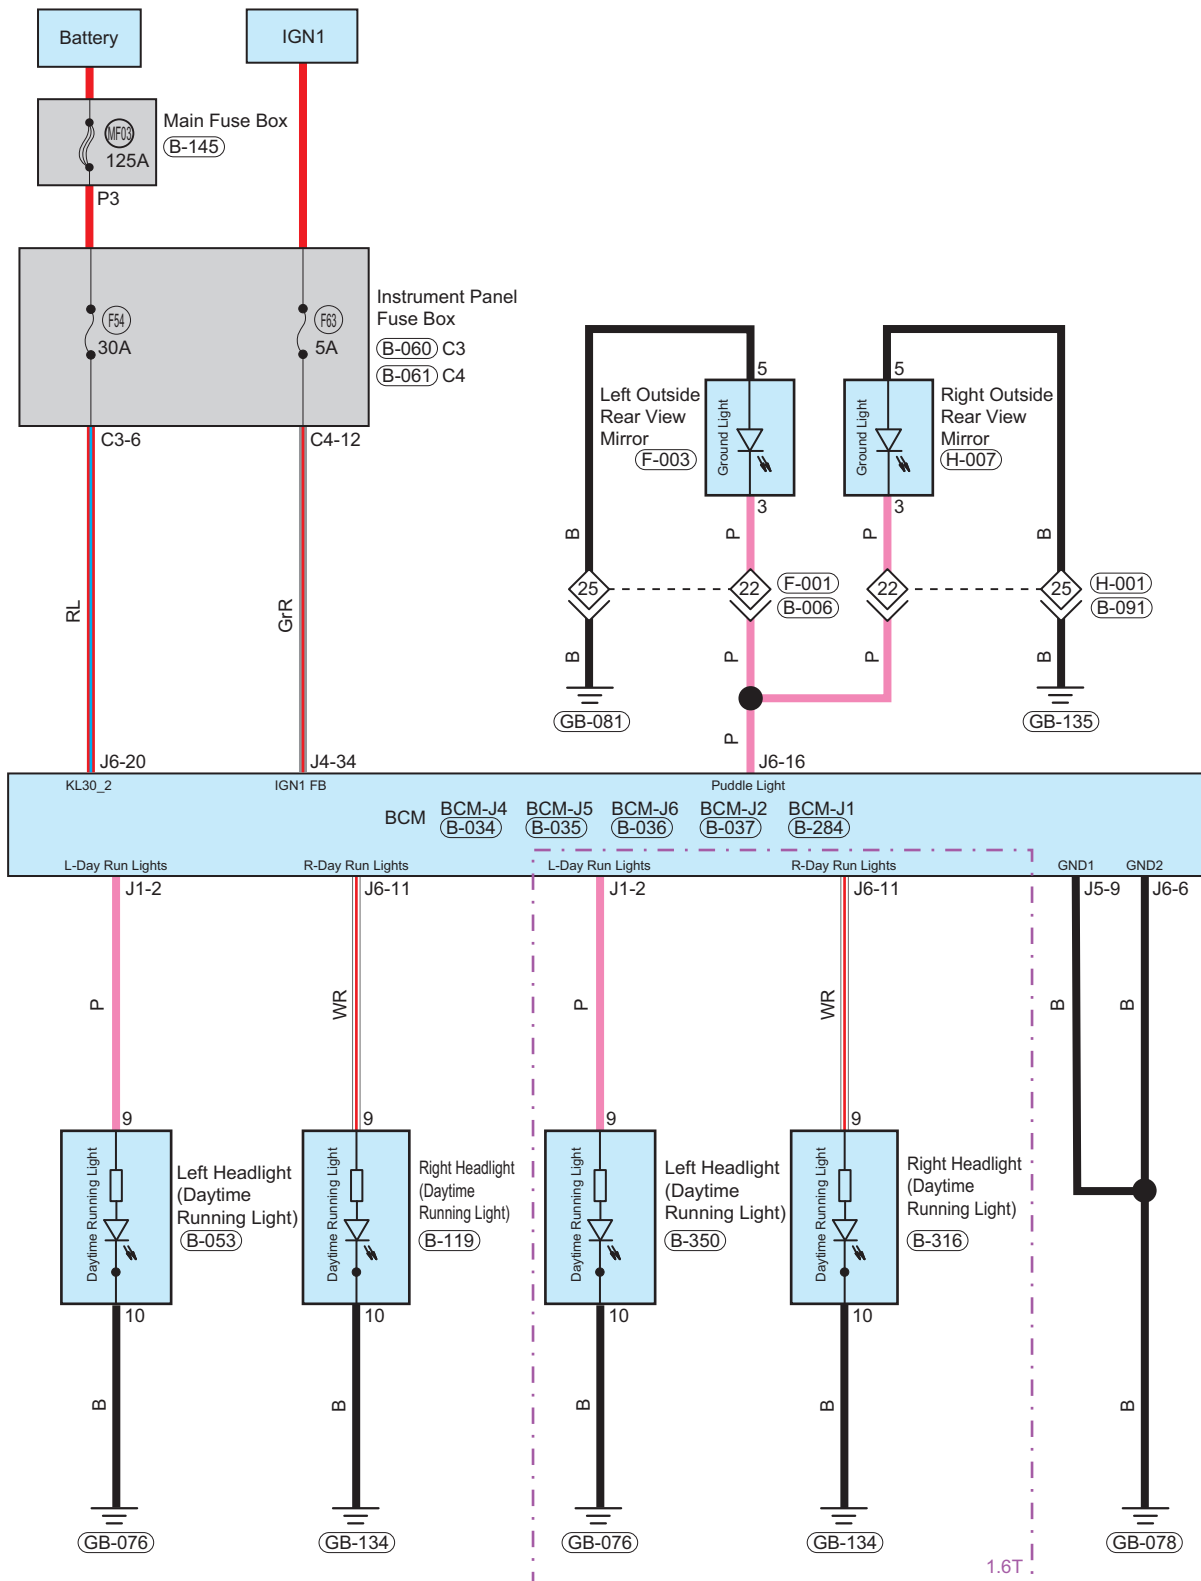 Battery
IGN1
MF03
125A
Main Fuse Box
B-145
P3
F54
30A
F63
5A
Instrument Panel
Fuse Box
B-060 C3
B-061 C4
C3-6
C4-12
5
5
Left Outside
Rear View
Mirror
F-003
Ground Light
Ground Light
Right Outside
Rear View
Mirror
H-007
3
3
B
P
P
B
25
22
F-001
B-006
22
25
H-001
B-091
RL
GrR
B
P
P
B
GB-081
GB-135
P
J6-20
J4-34
J6-16
KL30_2
IGN1 FB
Puddle Light
BCM
BCM-J4
B-034
BCM-J5
B-035
BCM-J6
B-036
BCM-J2
B-037
BCM-J1
B-284
L-Day Run Lights
R-Day Run Lights
L-Day Run Lights
R-Day Run Lights
GND1
GND2
J1-2
J6-11
J1-2
J6-11
J5-9
J6-6
P
WR
P
WR
B
B
9
9
9
9
Daytime Running Light
Left Headlight
(Daytime
Running Light)
B-053
Daytime Running Light
Right Headlight
(Daytime
Running Light)
B-119
Daytime Running Light
Left Headlight
(Daytime
Running Light)
B-350
Daytime Running Light
Right Headlight
(Daytime
Running Light)
B-316
10
10
10
10
B
B
B
B
B
GB-076
GB-134
GB-076
GB-134
GB-078
1.6T